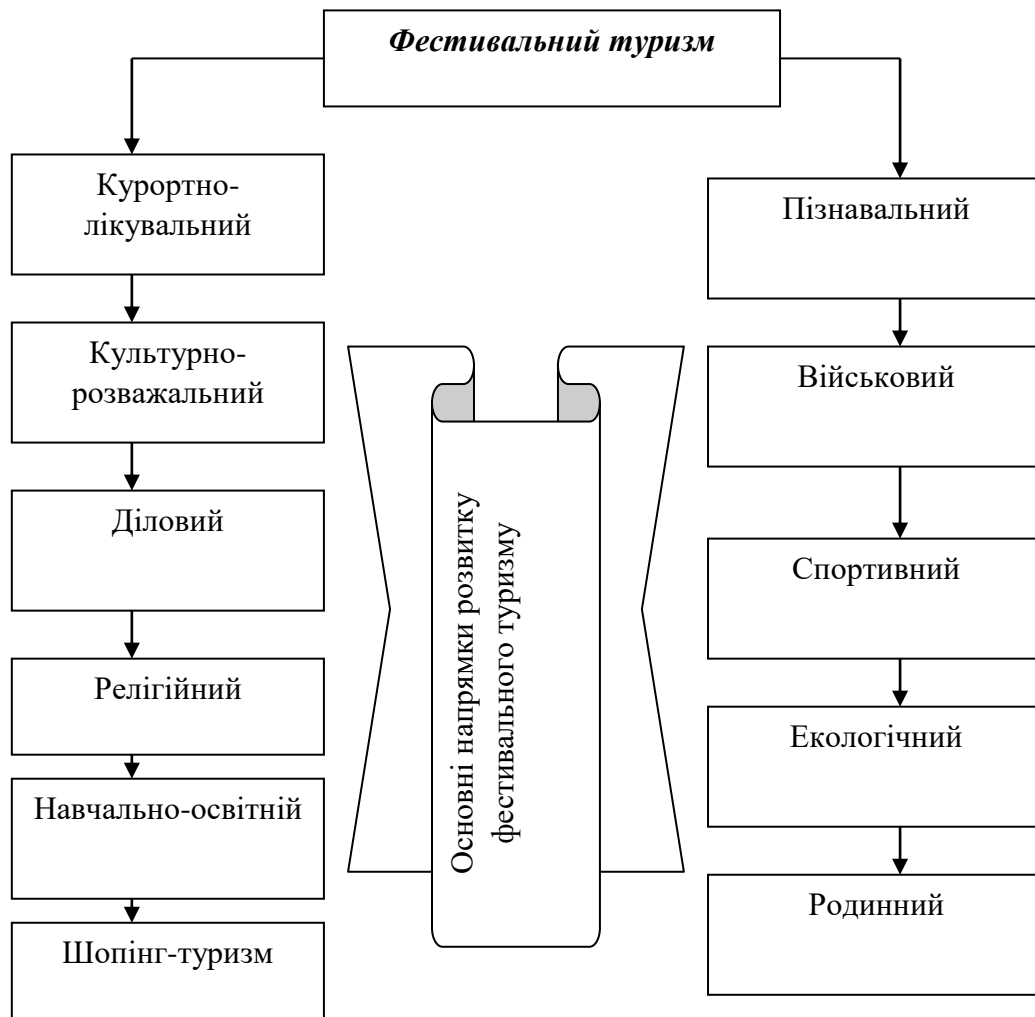 Фестивальний туризм
Курортно-
лікувальний
Культурно-
розважальний
Діловий
Релігійний
Навчально-освітній
Шопінг-туризм
Основні напрямки розвитку
фестивального туризму
Пізнавальний
Військовий
Спортивний
Екологічний
Родинний